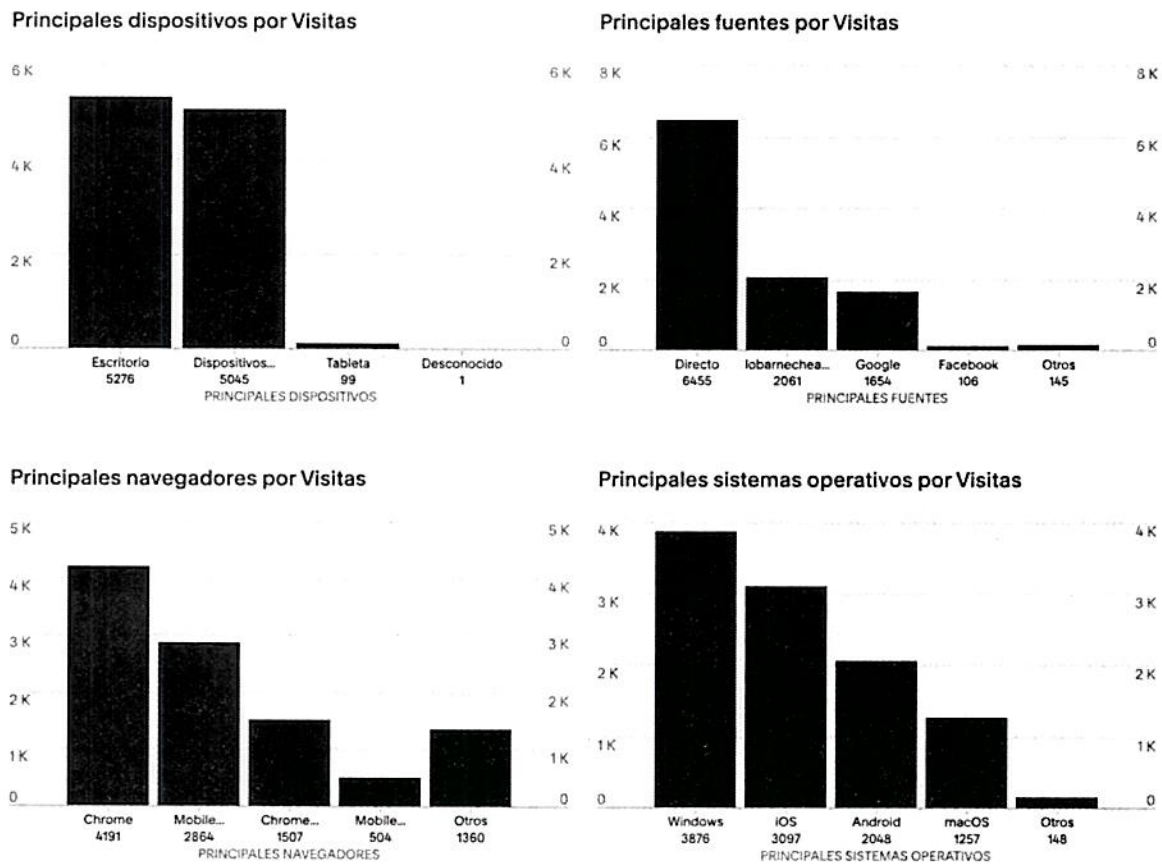 Principales dispositivos por Visitas
6 K
6 K
4 K
4 K
2 K
2 K
0
0
Escritorio
Dispositivos...
Tableta
Desconocido
5276
5045
99
1
PRINCIPALES DISPOSITIVOS
Principales fuentes por Visitas
8 K
8 K
6 K
6 K
4 K
4 K
2 K
2 K
0
0
Directo
lobarnechea...
Google
Facebook
Otros
6455
2061
1654
106
145
PRINCIPALES FUENTES
Principales navegadores por Visitas
5 K
5 K
4 K
4 K
3 K
3 K
2 K
2 K
1 K
1 K
0
0
Chrome
Mobile...
Chrome...
Mobile...
Otros
4191
2864
1507
504
1360
PRINCIPALES NAVEGADORES
Principales sistemas operativos por Visitas
4 K
4 K
3 K
3 K
2 K
2 K
1 K
1 K
0
0
Windows
iOS
Android
macOS
Otros
3876
3097
2048
1257
148
PRINCIPALES SISTEMAS OPERATIVOS